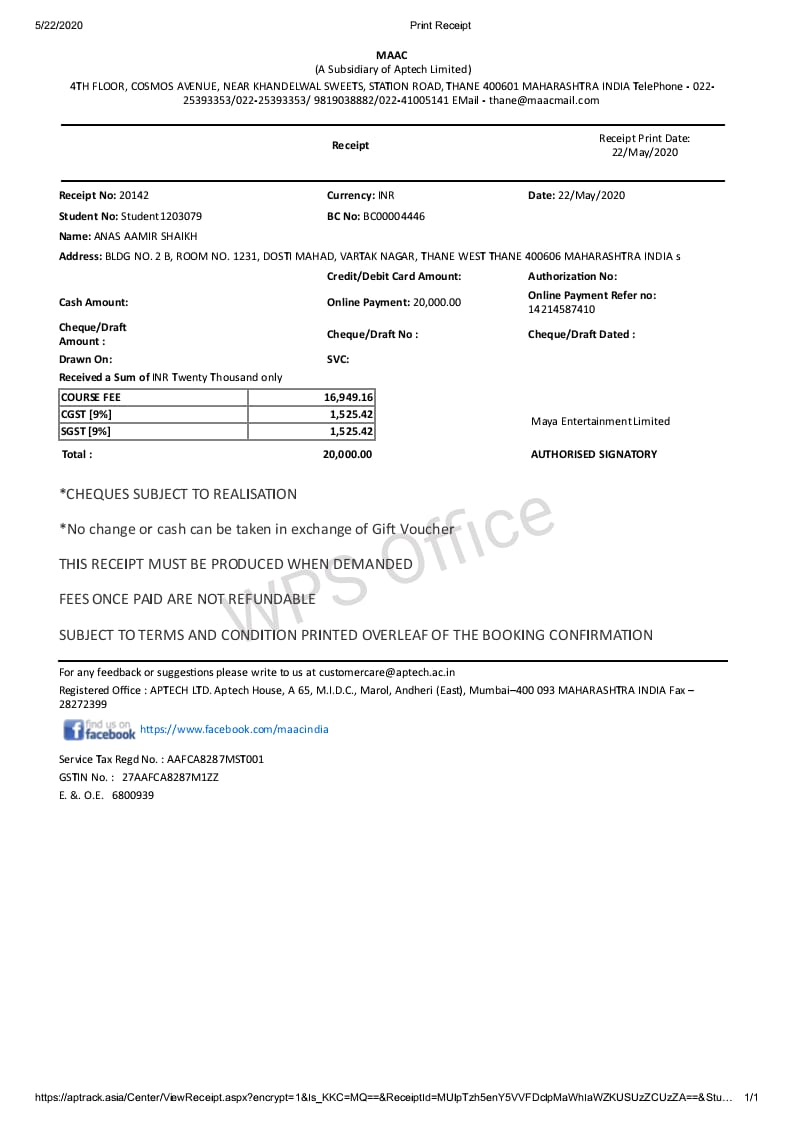 5/22/2020 Print Receipt
MAAC
(A Subsidiary of Aptech Limited)
4TH FLOOR, COSMOS AVENUE, NEAR KHANDELWAL SWEETS, STATION ROAD, THANE 400601 MAHARASHTRA INDIA TelePhone - 022-
25393353/022-25393353/ 9819038882/022-41005141 EMail - thane@maacmail.com
Receipt
Receipt Print Date:
22/May/2020
Receipt No: 20142 Currency: INR Date: 22/May/2020
Student No: Student1203079 BC No: BC00004446
Name: ANAS AAMIR SHAIKH
Address: BLDG NO. 2 B, ROOM NO. 1231, DOSTI MAHAD, VARTAK NAGAR, THANE WEST THANE 400606 MAHARASHTRA INDIA s
Credit/Debit Card Amount: Authorization No:
Cash Amount: Online Payment: 20,000.00 Online Payment Refer no:
14214587410
Cheque/Draft
Amount : Cheque/Draft No : Cheque/Draft Dated :
Drawn On: SVC:
Received a Sum of INR Twenty Thousand only
COURSE FEE 16,949.16
CGST [9%] 1,525.42
SGST [9%] 1,525.42
Maya Entertainment Limited
Total : 20,000.00 AUTHORISED SIGNATORY
*CHEQUES SUBJECT TO REALISATION
*No change or cash can be taken in exchange of Gift Voucher
THIS RECEIPT MUST BE PRODUCED WHEN DEMANDED
FEES ONCE PAID ARE NOT REFUNDABLE
SUBJECT TO TERMS AND CONDITION PRINTED OVERLEAF OF THE BOOKING CONFIRMATION
WPS Office
For any feedback or suggestions please write to us at customercare@aptech.ac.in
Registered Office : APTECH LTD. Aptech House, A 65, M.I.D.C., Marol, Andheri (East), Mumbai–400 093 MAHARASHTRA INDIA Fax –
28272399
find us on
facebook https://www.facebook.com/maacindia
Service Tax Regd No. : AAFCA8287MST001
GSTIN No. : 27AAFCA8287M1ZZ
E. &. O.E. 6800939
https://aptrack.asia/Center/ViewReceipt.aspx?encrypt=1&Is_KKC=MQ==&ReceiptId=MUlpTzh5enY5VVFDclpMaWhlaWZKUSUzZCUzZA==&Stu... 1/1